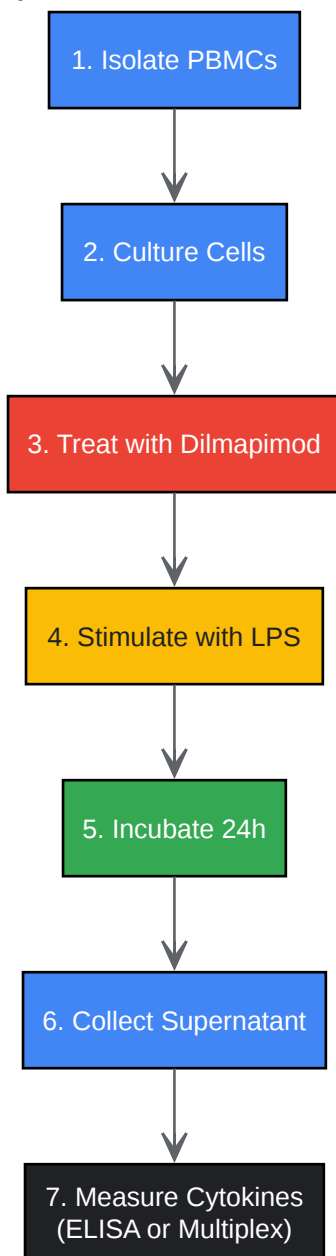 1. Isolate PBMCs
2. Culture Cells
3. Treat with Dilmapimod
4. Stimulate with LPS
5. Incubate 24h
6. Collect Supernatant
7. Measure Cytokines
(ELISA or Multiplex)